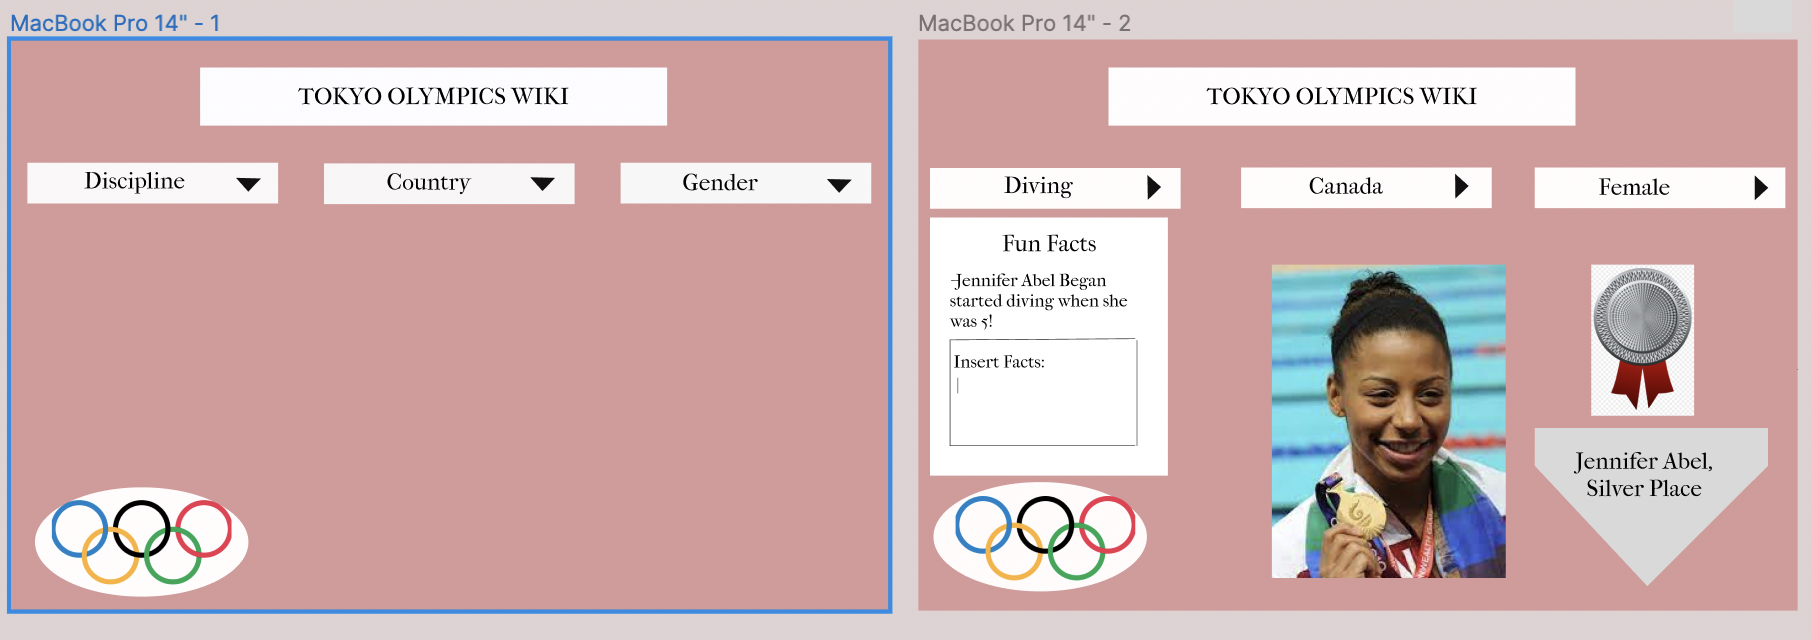 MacBook Pro 14" - 1
TOKYO OLYMPICS WIKI
Discipline
Country
Gender
MacBook Pro 14" - 2
TOKYO OLYMPICS WIKI
Diving
Canada
Female
Fun Facts
-Jennifer Abel Began
started diving when she
was 5!
Insert Facts:
Jennifer Abel,
Silver Place